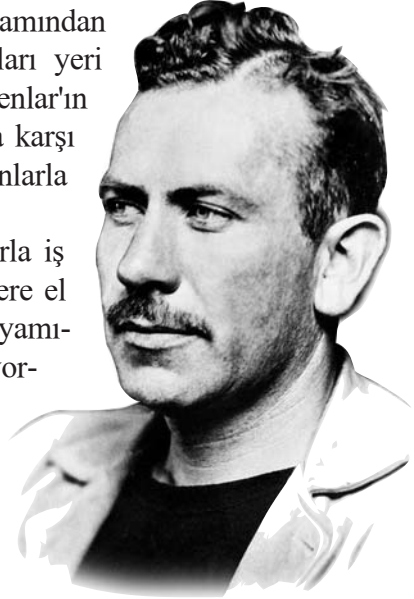 amından
ları yeri
enlar'ın
a karşı
nlarla
rla iş
ere el
yamı-
yor-